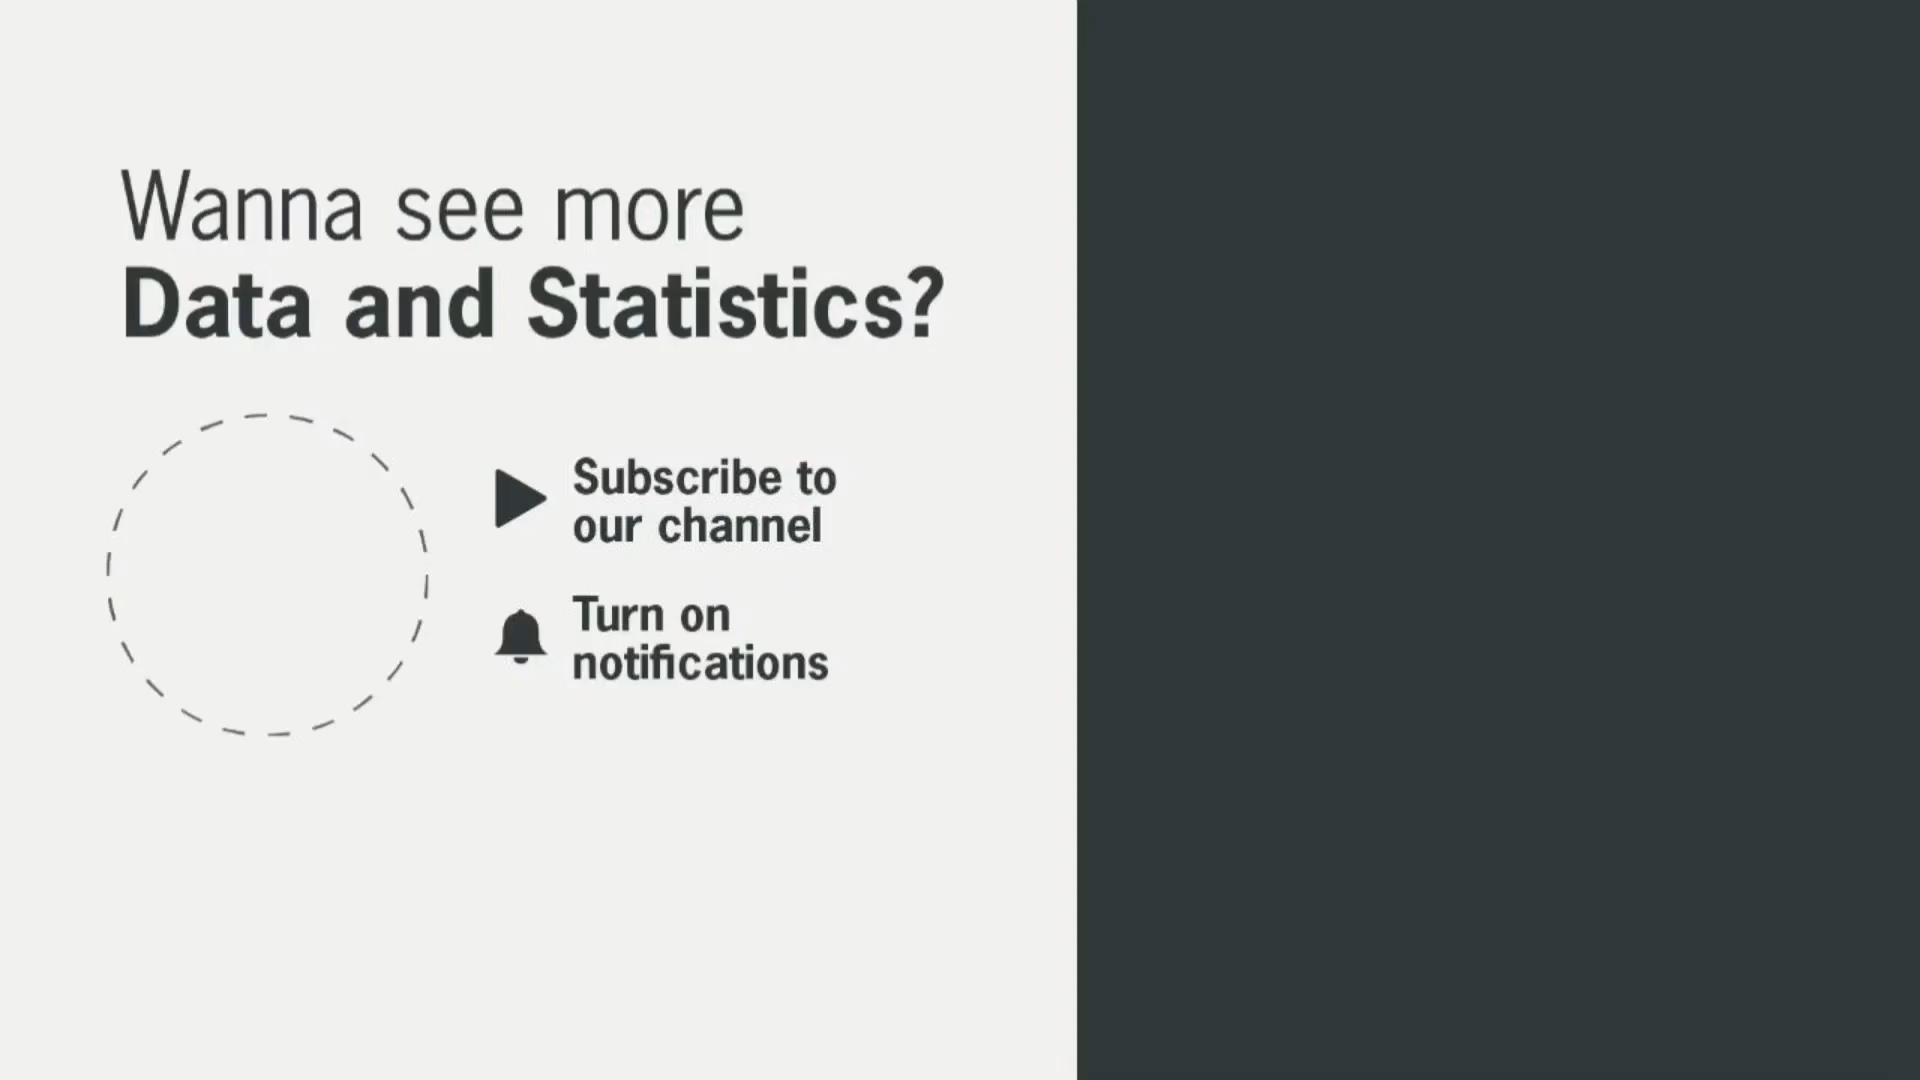 Wanna see more
Data and Statistics?
Subscribe to
our channel
Turn on
notifications